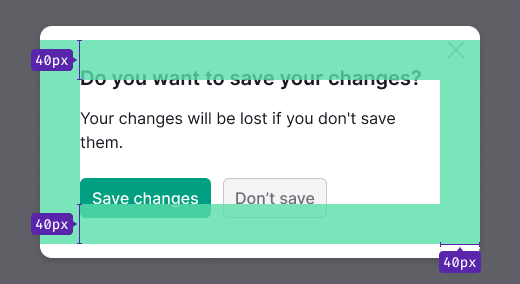 40px
Do you want to save your changes?
Your changes will be lost if you don't save
them.
Save changes
Don’t save
40px
40px